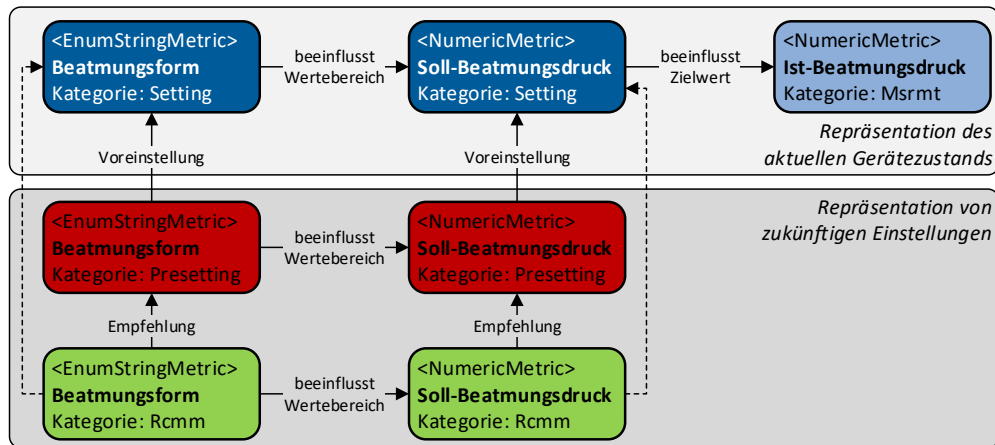 <EnumStringMetric>
Beatmungsform
Kategorie: Setting
beeinflusst
Wertebereich
<NumericMetric>
Soll-Beatmungsdruck
Kategorie: Setting
beeinflusst
Zielwert
<NumericMetric>
Ist-Beatmungsdruck
Kategorie: Msrmt
Repräsentation des
aktuellen Gerätezustands
Voreinstellung
Voreinstellung
Repräsentation von
zukünftigen Einstellungen
<EnumStringMetric>
Beatmungsform
Kategorie: Presetting
beeinflusst
Wertebereich
<NumericMetric>
Soll-Beatmungsdruck
Kategorie: Presetting
Empfehlung
Empfehlung
<EnumStringMetric>
Beatmungsform
Kategorie: Rcmm
beeinflusst
Wertebereich
<NumericMetric>
Soll-Beatmungsdruck
Kategorie: Rcmm